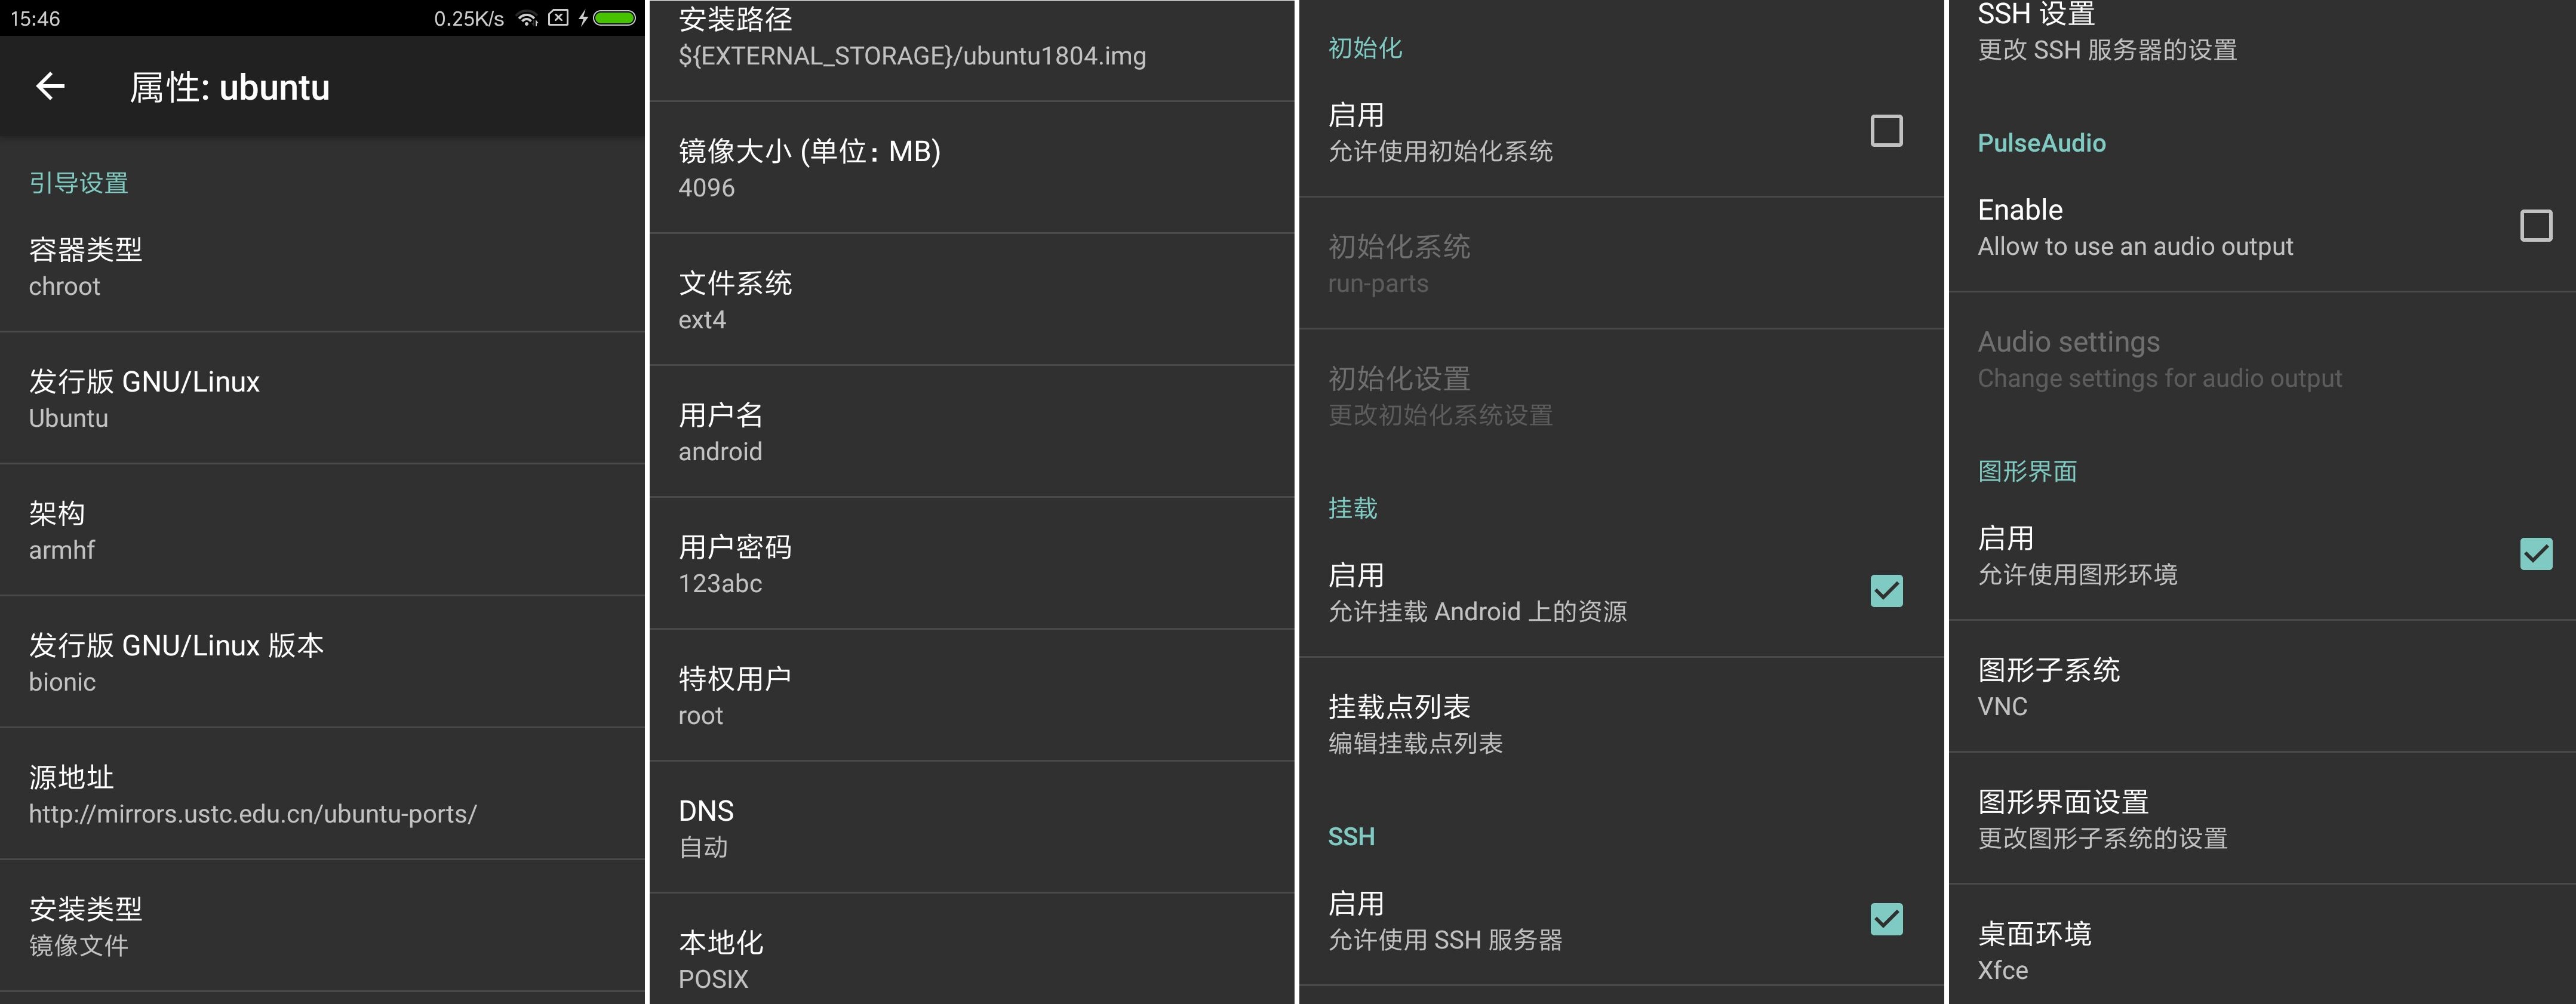 15:46
0.25K/s
属性: ubuntu
引导设置
容器类型
chroot
发行版 GNU/Linux
Ubuntu
架构
armhf
发行版 GNU/Linux 版本
bionic
源地址
http://mirrors.ustc.edu.cn/ubuntu-ports/
安装类型
镜像文件
安装路径
${EXTERNAL_STORAGE}/ubuntu1804.img
镜像大小 (单位：MB)
4096
文件系统
ext4
用户名
android
用户密码
123abc
特权用户
root
DNS
自动
本地化
POSIX
初始化
启用
允许使用初始化系统
初始化系统
run-parts
初始化设置
更改初始化系统设置
挂载
启用
允许挂载 Android 上的资源
挂载点列表
编辑挂载点列表
SSH
启用
允许使用 SSH 服务器
SSH 设置
更改 SSH 服务器的设置
PulseAudio
Enable
Allow to use an audio output
Audio settings
Change settings for audio output
图形界面
启用
允许使用图形环境
图形子系统
VNC
图形界面设置
更改图形子系统的设置
桌面环境
Xfce